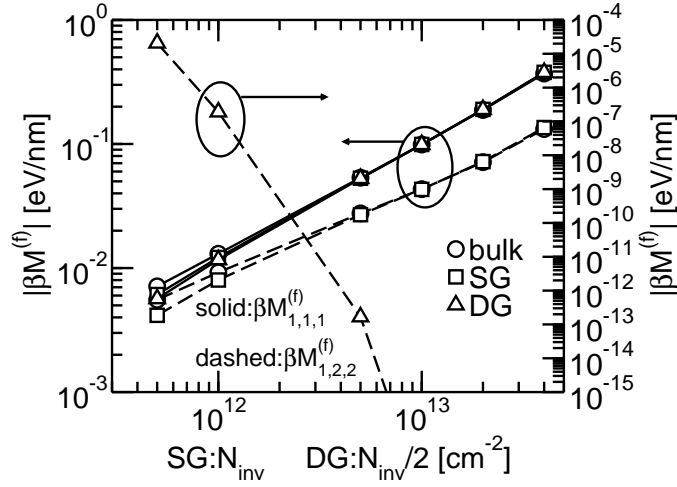 10^0
10^-1
10^-2
10^-3
|βM^(f)| [eV/nm]
10^-4
10^-5
10^-6
10^-7
10^-8
10^-9
10^-10
10^-11
10^-12
10^-13
10^-14
10^-15
|βM^(f)| [eV/nm]
bulk
SG
DG
solid:βM^(f)_1,1,1
dashed:βM^(f)_1,2,2
10^12 10^13
SG:N_inv DG:N_inv/2 [cm^-2]